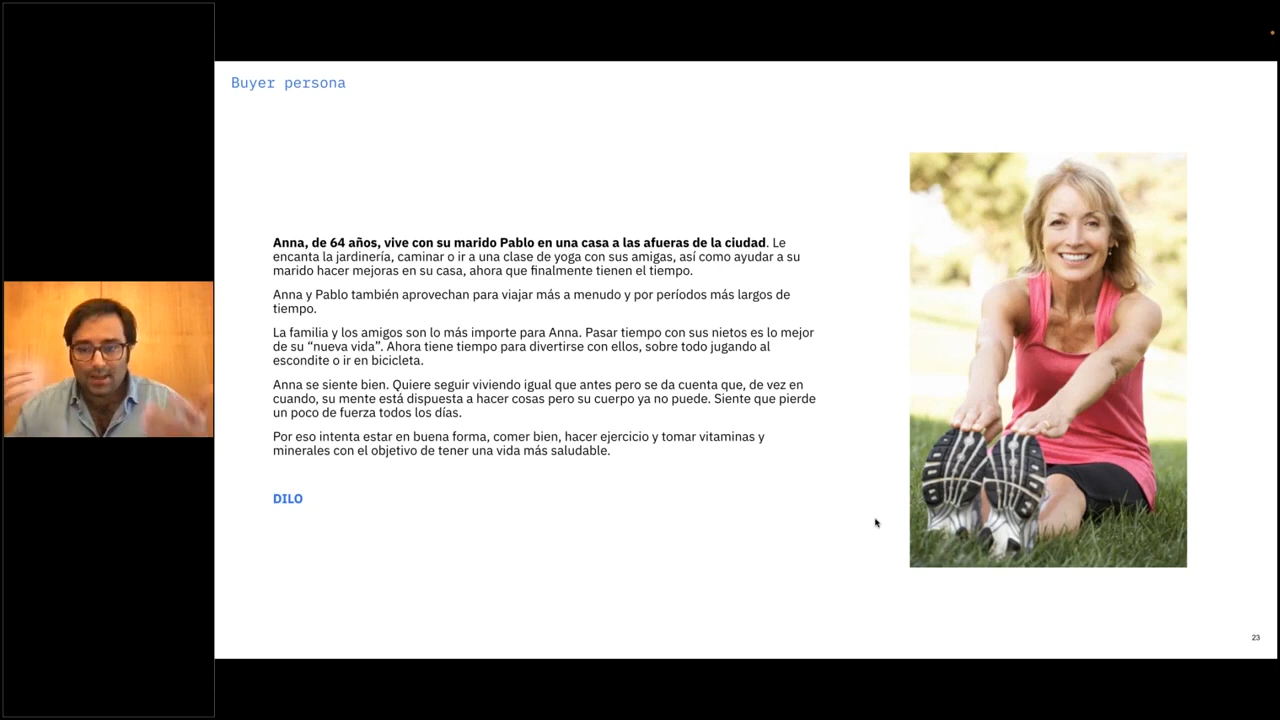 Buyer persona
Anna, de 64 años, vive con su marido Pablo en una casa a las afueras de la ciudad. Le
encanta la jardinería, caminar o ir a una clase de yoga con sus amigas, así como ayudar a su
marido hacer mejoras en su casa, ahora que finalmente tienen el tiempo.
Anna y Pablo también aprovechan para viajar más a menudo y por períodos más largos de
tiempo.
La familia y los amigos son lo más importe para Anna. Pasar tiempo con sus nietos es lo mejor
de su “nueva vida”. Ahora tiene tiempo para divertirse con ellos, sobre todo jugando al
escondite o ir en bicicleta.
Anna se siente bien. Quiere seguir viviendo igual que antes pero se da cuenta que, de vez en
cuando, su mente está dispuesta a hacer cosas pero su cuerpo ya no puede. Siente que pierde
un poco de fuerza todos los días.
Por eso intenta estar en buena forma, comer bien, hacer ejercicio y tomar vitaminas y
minerales con el objetivo de tener una vida más saludable.
DILO
23